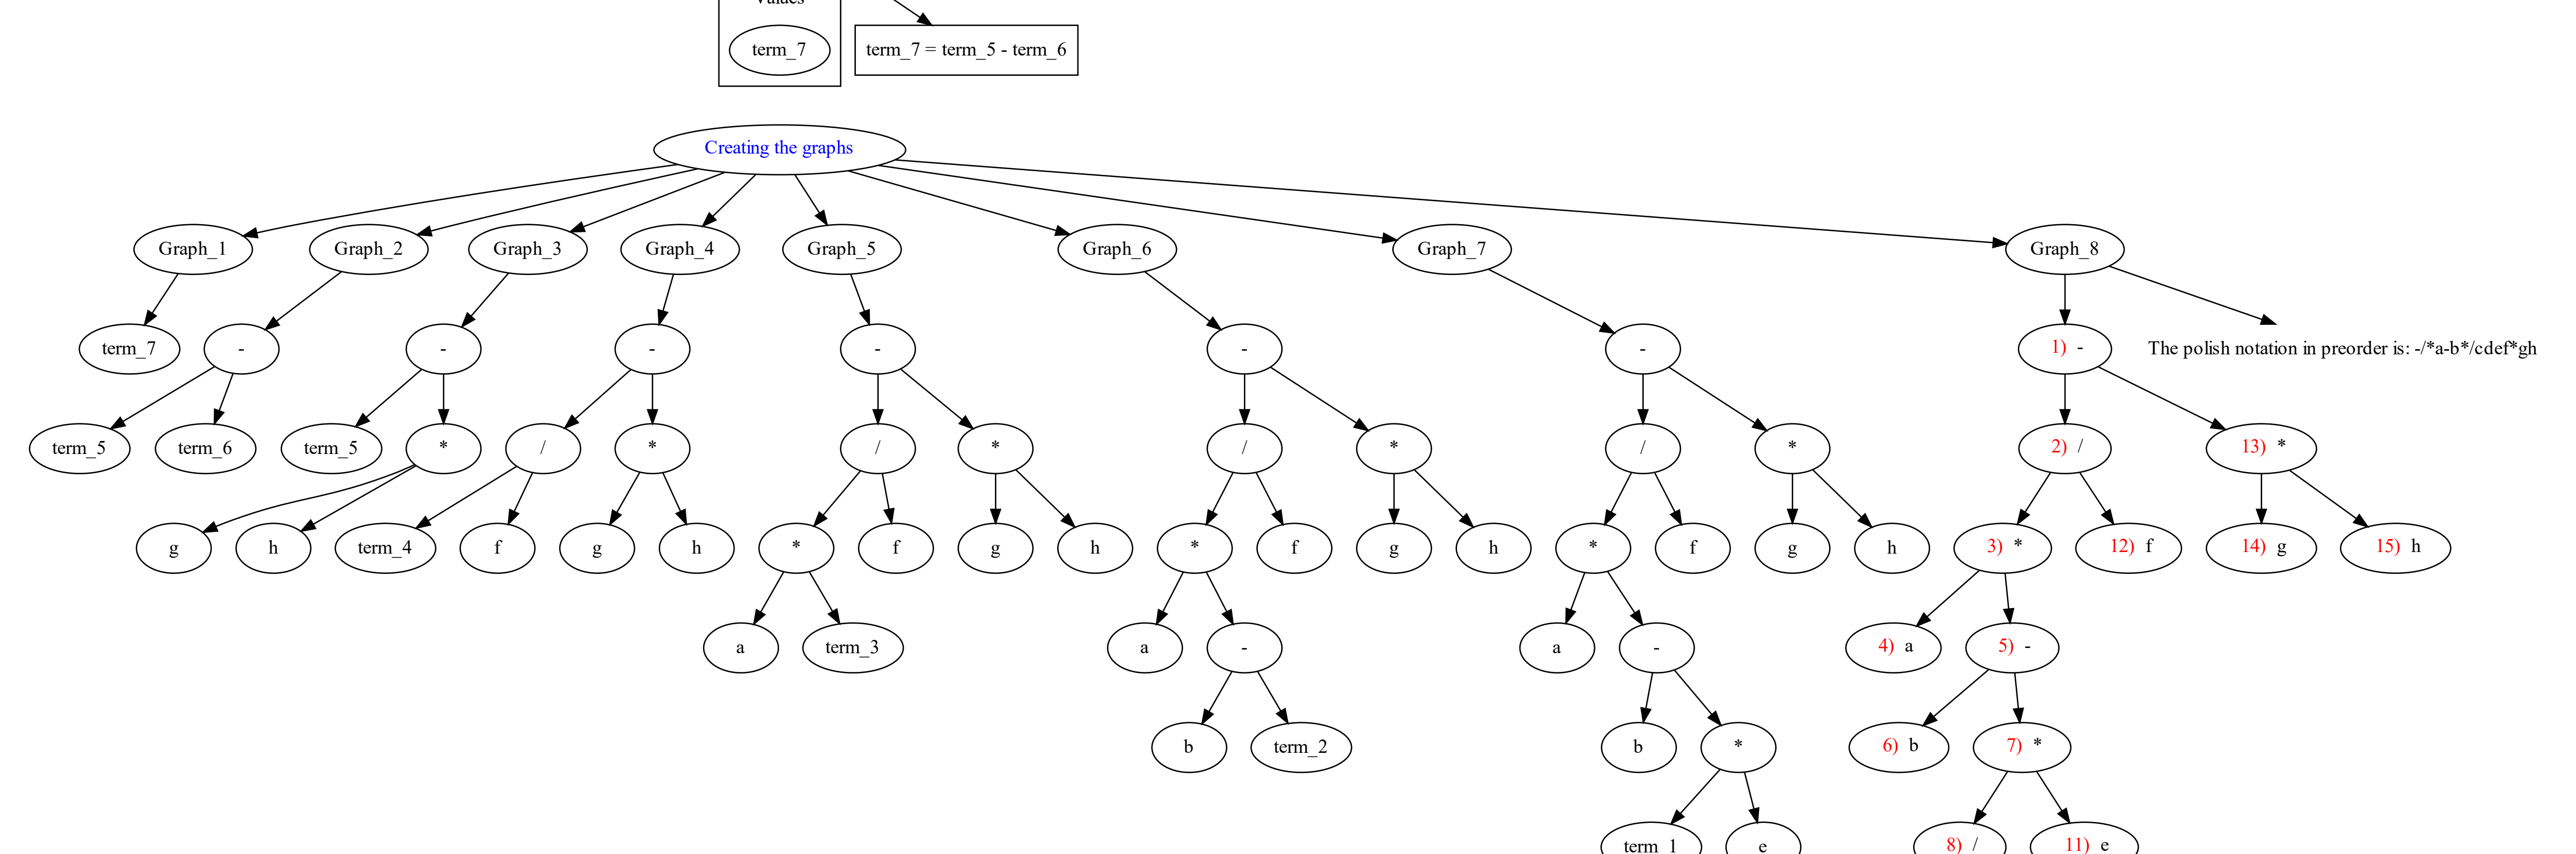 Values
term_7
term_7 = term_5 - term_6
Creating the graphs
Graph_1
Graph_2
Graph_3
Graph_4
Graph_5
Graph_6
Graph_7
Graph_8
term_7
-
-
-
-
-
-
1) -
The polish notation in preorder is: -/*a-b*/cdef*gh
term_5
term_6
term_5
*
/
*
/
*
/
*
/
*
2) /
13) *
g
h
term_4
f
g
h
*
f
g
h
*
f
g
h
*
f
g
h
3) *
12) f
14) g
15) h
a
term_3
a
-
a
-
4) a
5) -
b
term_2
b
*
6) b
7) *
term_1
e
8) /
11) e